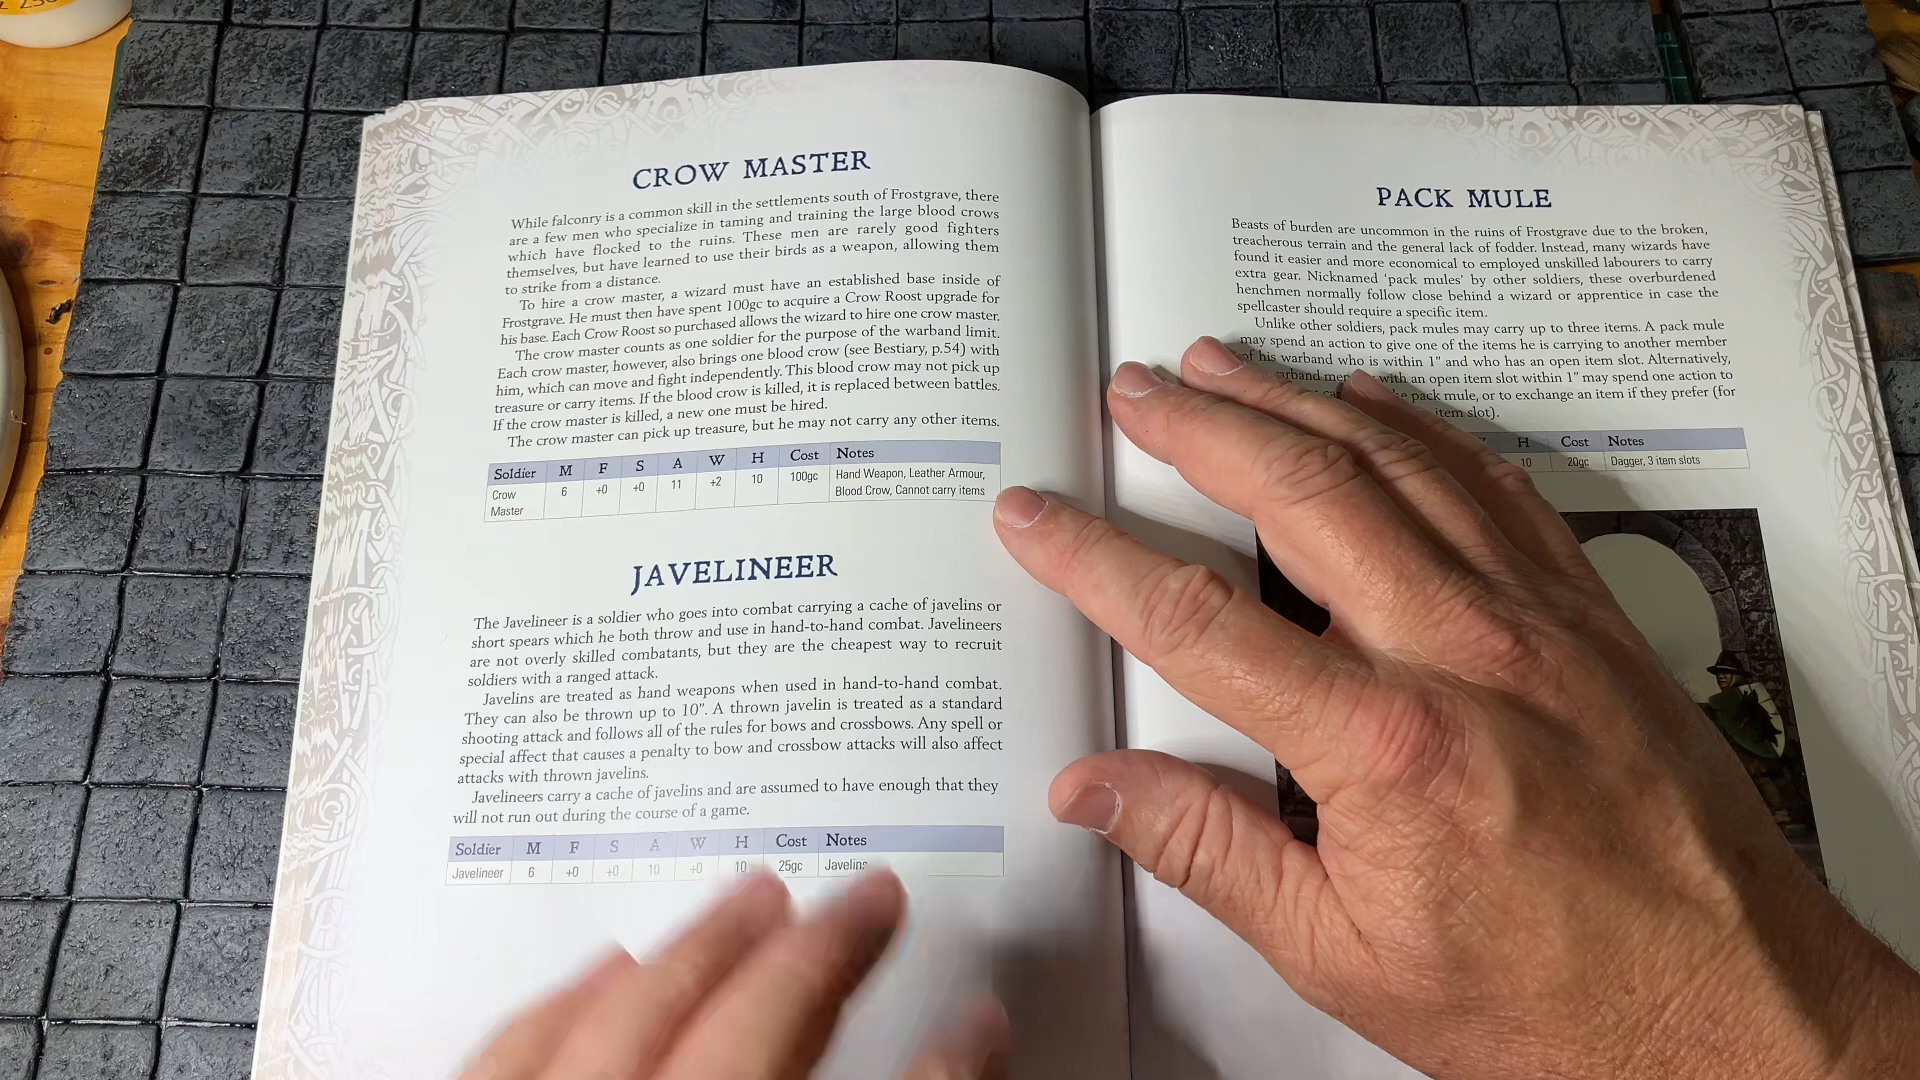 CROW MASTER
While falconry is a common skill in the settlements south of Frostgrave, there
are a few men who specialize in taming and training the large blood crows
which have flocked to the ruins. These men are rarely good fighters
themselves, but have learned to use their birds as a weapon, allowing them
to strike from a distance.
To hire a crow master, a wizard must have an established base inside of
Frostgrave. He must then have spent 100gc to acquire a Crow Roost upgrade for
his base. Each Crow Roost so purchased allows the wizard to hire one crow master.
The crow master counts as one soldier for the purpose of the warband limit.
Each crow master, however, also brings one blood crow (see Bestiary, p.54) with
him, which can move and fight independently. This blood crow may not pick up
treasure or carry items. If the blood crow is killed, it is replaced between battles.
If the crow master is killed, a new one must be hired.
The crow master can pick up treasure, but he may not carry any other items.
Soldier M F S A W H Cost Notes
Crow Master 6 +0 +0 11 +2 10 100gc Hand Weapon, Leather Armour,
Blood Crow, Cannot carry items
JAVELINEER
The Javelineer is a soldier who goes into combat carrying a cache of javelins or
short spears which he both throw and use in hand-to-hand combat. Javelineers
are not overly skilled combatants, but they are the cheapest way to recruit
soldiers with a ranged attack.
Javelins are treated as hand weapons when used in hand-to-hand combat.
They can also be thrown up to 10”. A thrown javelin is treated as a standard
shooting attack and follows all of the rules for bows and crossbows. Any spell or
special affect that causes a penalty to bow and crossbow attacks will also affect
attacks with thrown javelins.
Javelineers carry a cache of javelins and are assumed to have enough that they
will not run out during the course of a game.
Soldier M F S A W H Cost Notes
Javelineer 6 +0 +0 10 +0 10 25gc Javelins
PACK MULE
Beasts of burden are uncommon in the ruins of Frostgrave due to the broken,
treacherous terrain and the general lack of fodder. Instead, many wizards have
found it easier and more economical to employed unskilled labourers to carry
extra gear. Nicknamed ‘pack mules’ by other soldiers, these overburdened
henchmen normally follow close behind a wizard or apprentice in case the
spellcaster should require a specific item.
Unlike other soldiers, pack mules may carry up to three items. A pack mule
may spend an action to give one of the items he is carrying to another member
of his warband who is within 1” and who has an open item slot. Alternatively,
with an open item slot within 1” may spend one action to
pack mule, or to exchange an item if they prefer (for
item slot).
H Cost Notes
10 20gc Dagger, 3 item slots